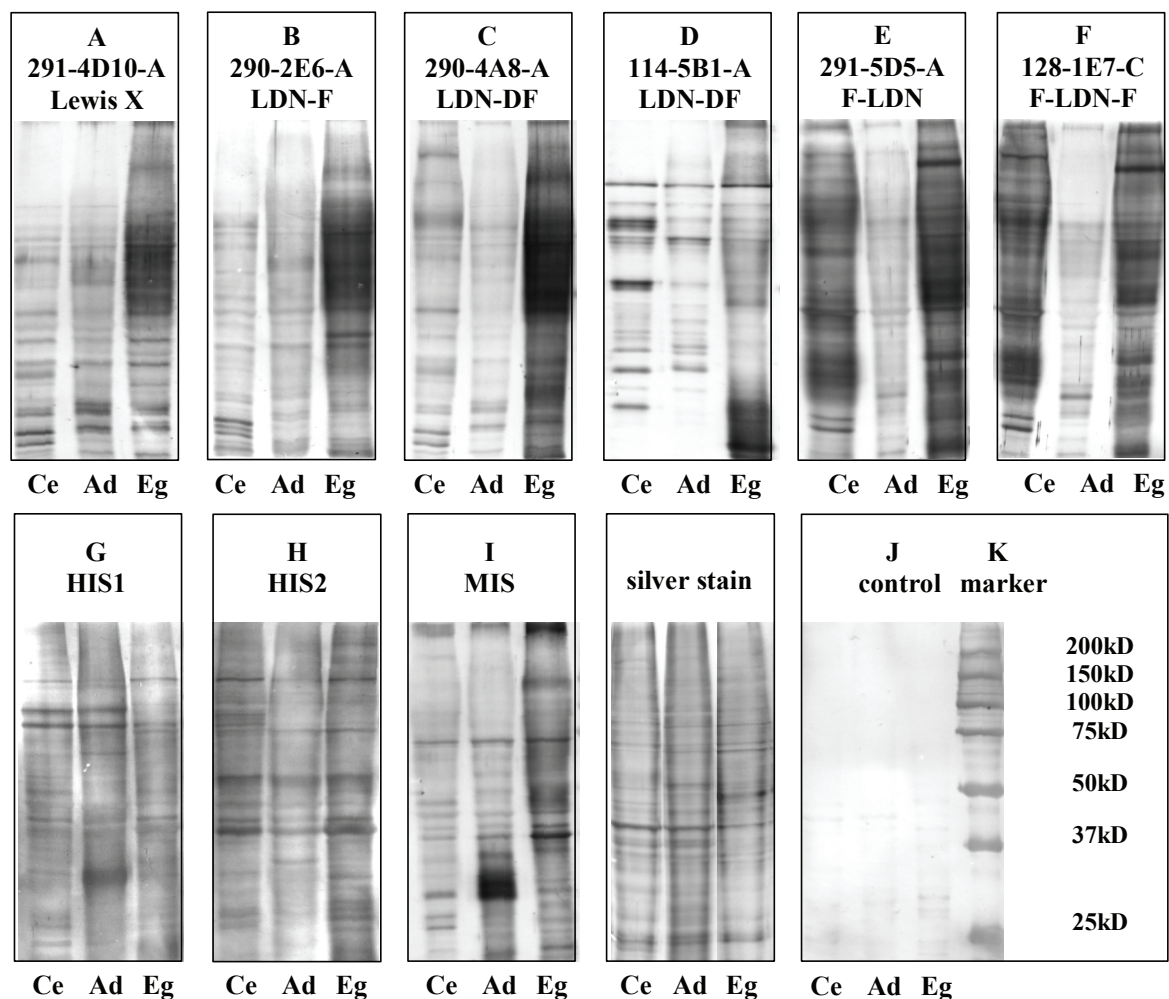 A
291-4D10-A
Lewis X
B
290-2E6-A
LDN-F
C
290-4A8-A
LDN-DF
D
114-5B1-A
LDN-DF
E
291-5D5-A
F-LDN
F
128-1E7-C
F-LDN-F
Ce Ad Eg
Ce Ad Eg
Ce Ad Eg
Ce Ad Eg
Ce Ad Eg
Ce Ad Eg
G
HIS1
H
HIS2
I
MIS
silver stain
J
control
K
marker
200kD
150kD
100kD
75kD
50kD
37kD
25kD
Ce Ad Eg
Ce Ad Eg
Ce Ad Eg
Ce Ad Eg
Ce Ad Eg